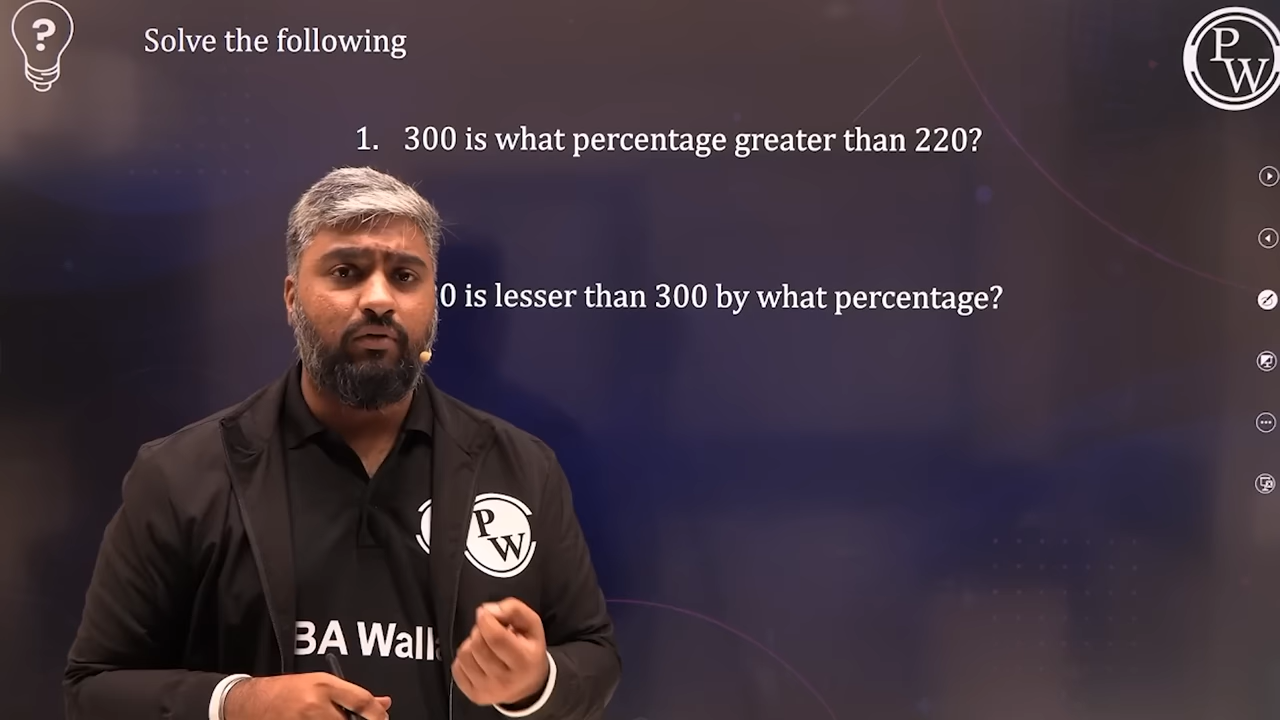 ?
Solve the following
PW
1. 300 is what percentage greater than 220?
0 is lesser than 300 by what percentage?
PW
BA Wall